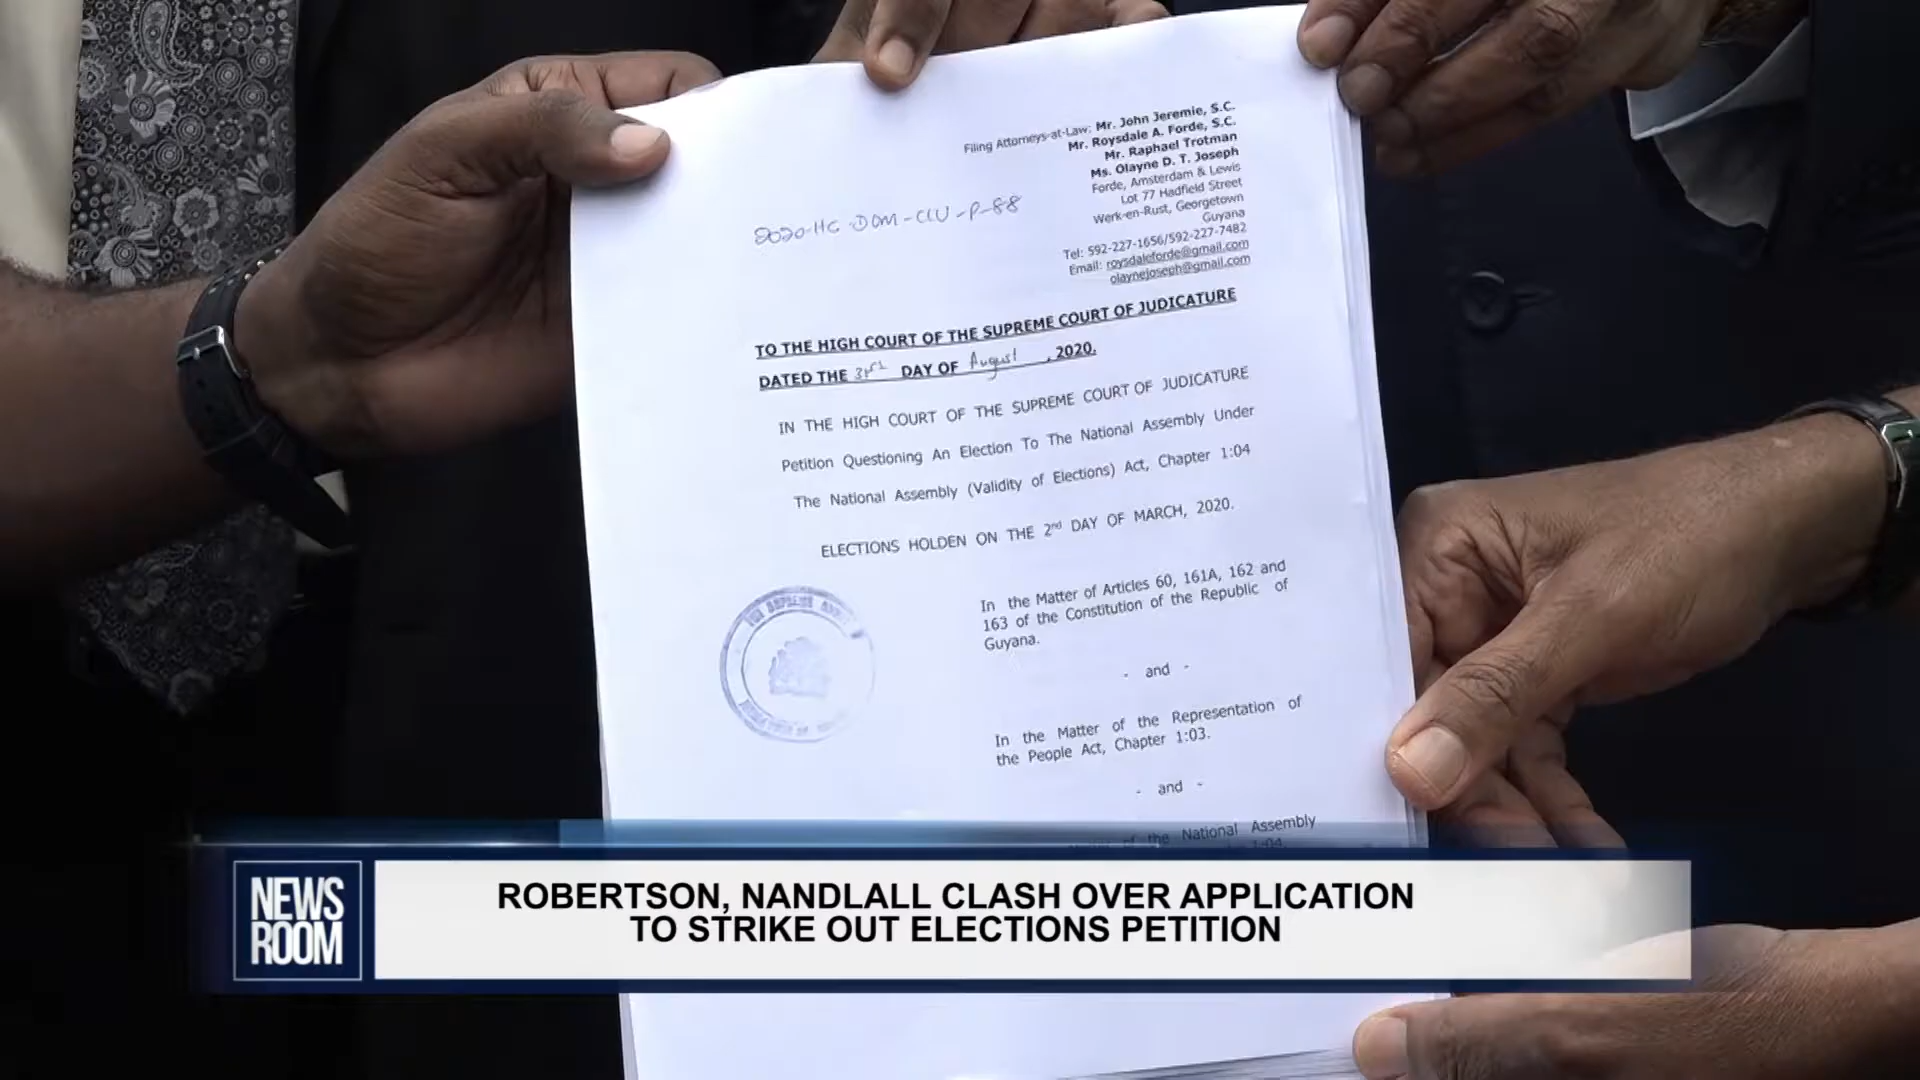 Filing Attorneys-at-Law: Mr. John Jeremie, S.C.
Mr. Roysdale A. Forde, S.C.
Mr. Raphael Trotman
Ms. Olayne D. T. Joseph
Forde, Amsterdam & Lewis
Lot 77 Hadfield Street
Werk-en-Rust, Georgetown
Guyana
Tel: 592-227-1656/592-227-7482
Email: roysdaleforde@gmail.com
olaynejoseph@gmail.com
2020-HC-DEM-CIV-P-88
TO THE HIGH COURT OF THE SUPREME COURT OF JUDICATURE
DATED THE 31st DAY OF August, 2020.
IN THE HIGH COURT OF THE SUPREME COURT OF JUDICATURE
Petition Questioning An Election To The National Assembly Under
The National Assembly (Validity of Elections) Act, Chapter 1:04
ELECTIONS HOLDEN ON THE 2nd DAY OF MARCH, 2020.
In the Matter of Articles 60, 161A, 162 and
163 of the Constitution of the Republic of
Guyana.
- and -
In the Matter of the Representation of
the People Act, Chapter 1:03.
- and -
of the National Assembly
1:04.
NEWS
ROOM
ROBERTSON, NANDLALL CLASH OVER APPLICATION
TO STRIKE OUT ELECTIONS PETITION